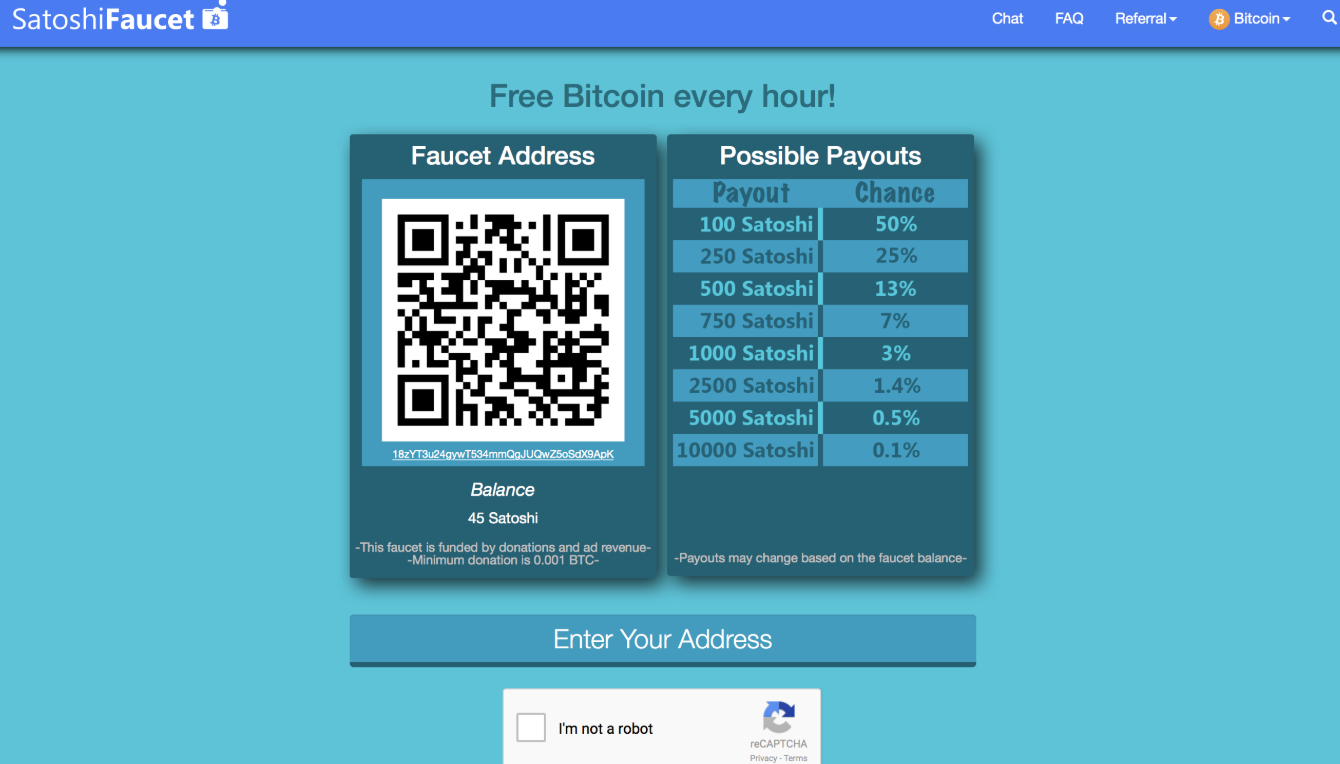 SatoshiFaucet
Chat FAQ Referral Bitcoin
Free Bitcoin every hour!
Faucet Address
18zYT3u24gywT534mmQgJUQwZ5oSdX9ApK
Balance
45 Satoshi
-This faucet is funded by donations and ad revenue-
-Minimum donation is 0.001 BTC-
Possible Payouts
Payout Chance
100 Satoshi 50%
250 Satoshi 25%
500 Satoshi 13%
750 Satoshi 7%
1000 Satoshi 3%
2500 Satoshi 1.4%
5000 Satoshi 0.5%
10000 Satoshi 0.1%
-Payouts may change based on the faucet balance-
Enter Your Address
I'm not a robot
reCAPTCHA
Privacy - Terms